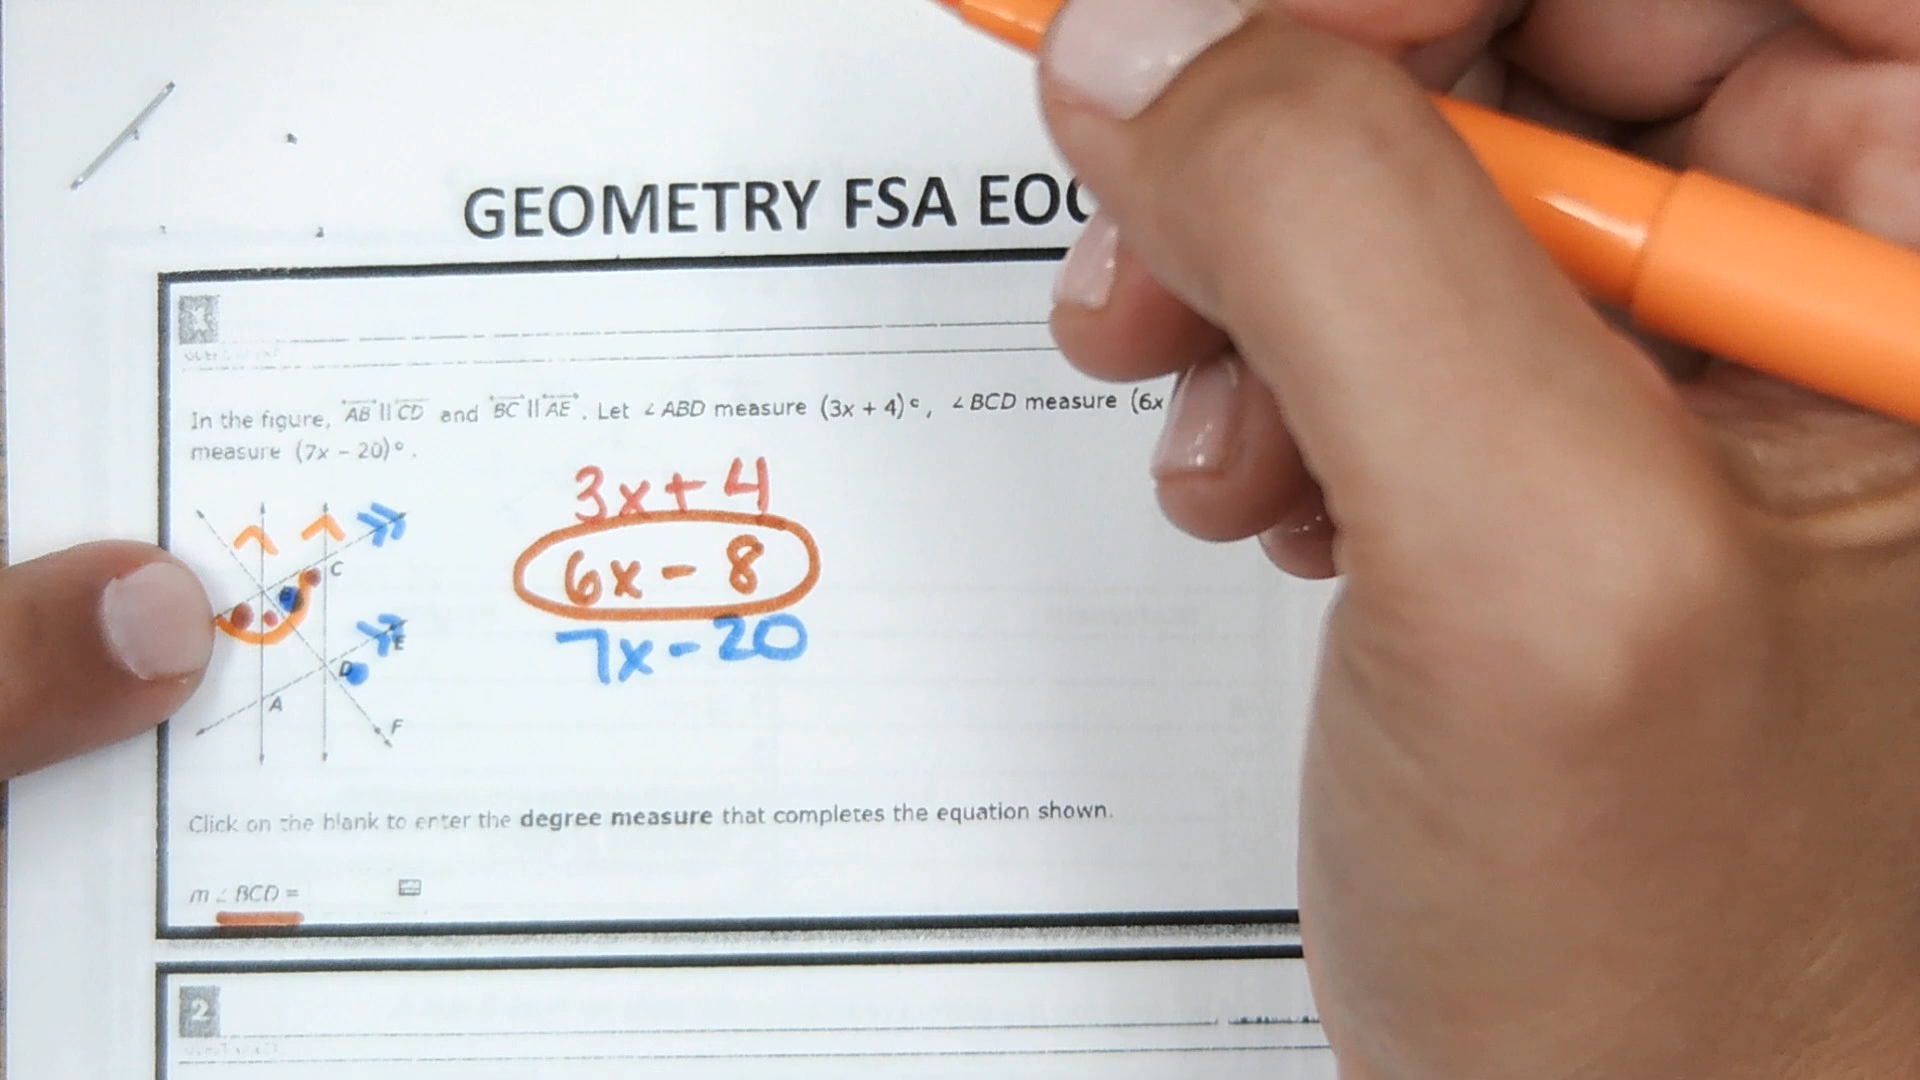 GEOMETRY FSA EOC
In the figure, AB || CD and BC || AE. Let ∠ABD measure (3x + 4)°, ∠BCD measure (6x
measure (7x – 20)°.
3x+4
6x-8
7x-20
C
B
E
D
A
F
Click on the blank to enter the degree measure that completes the equation shown.
m∠BCD =
2